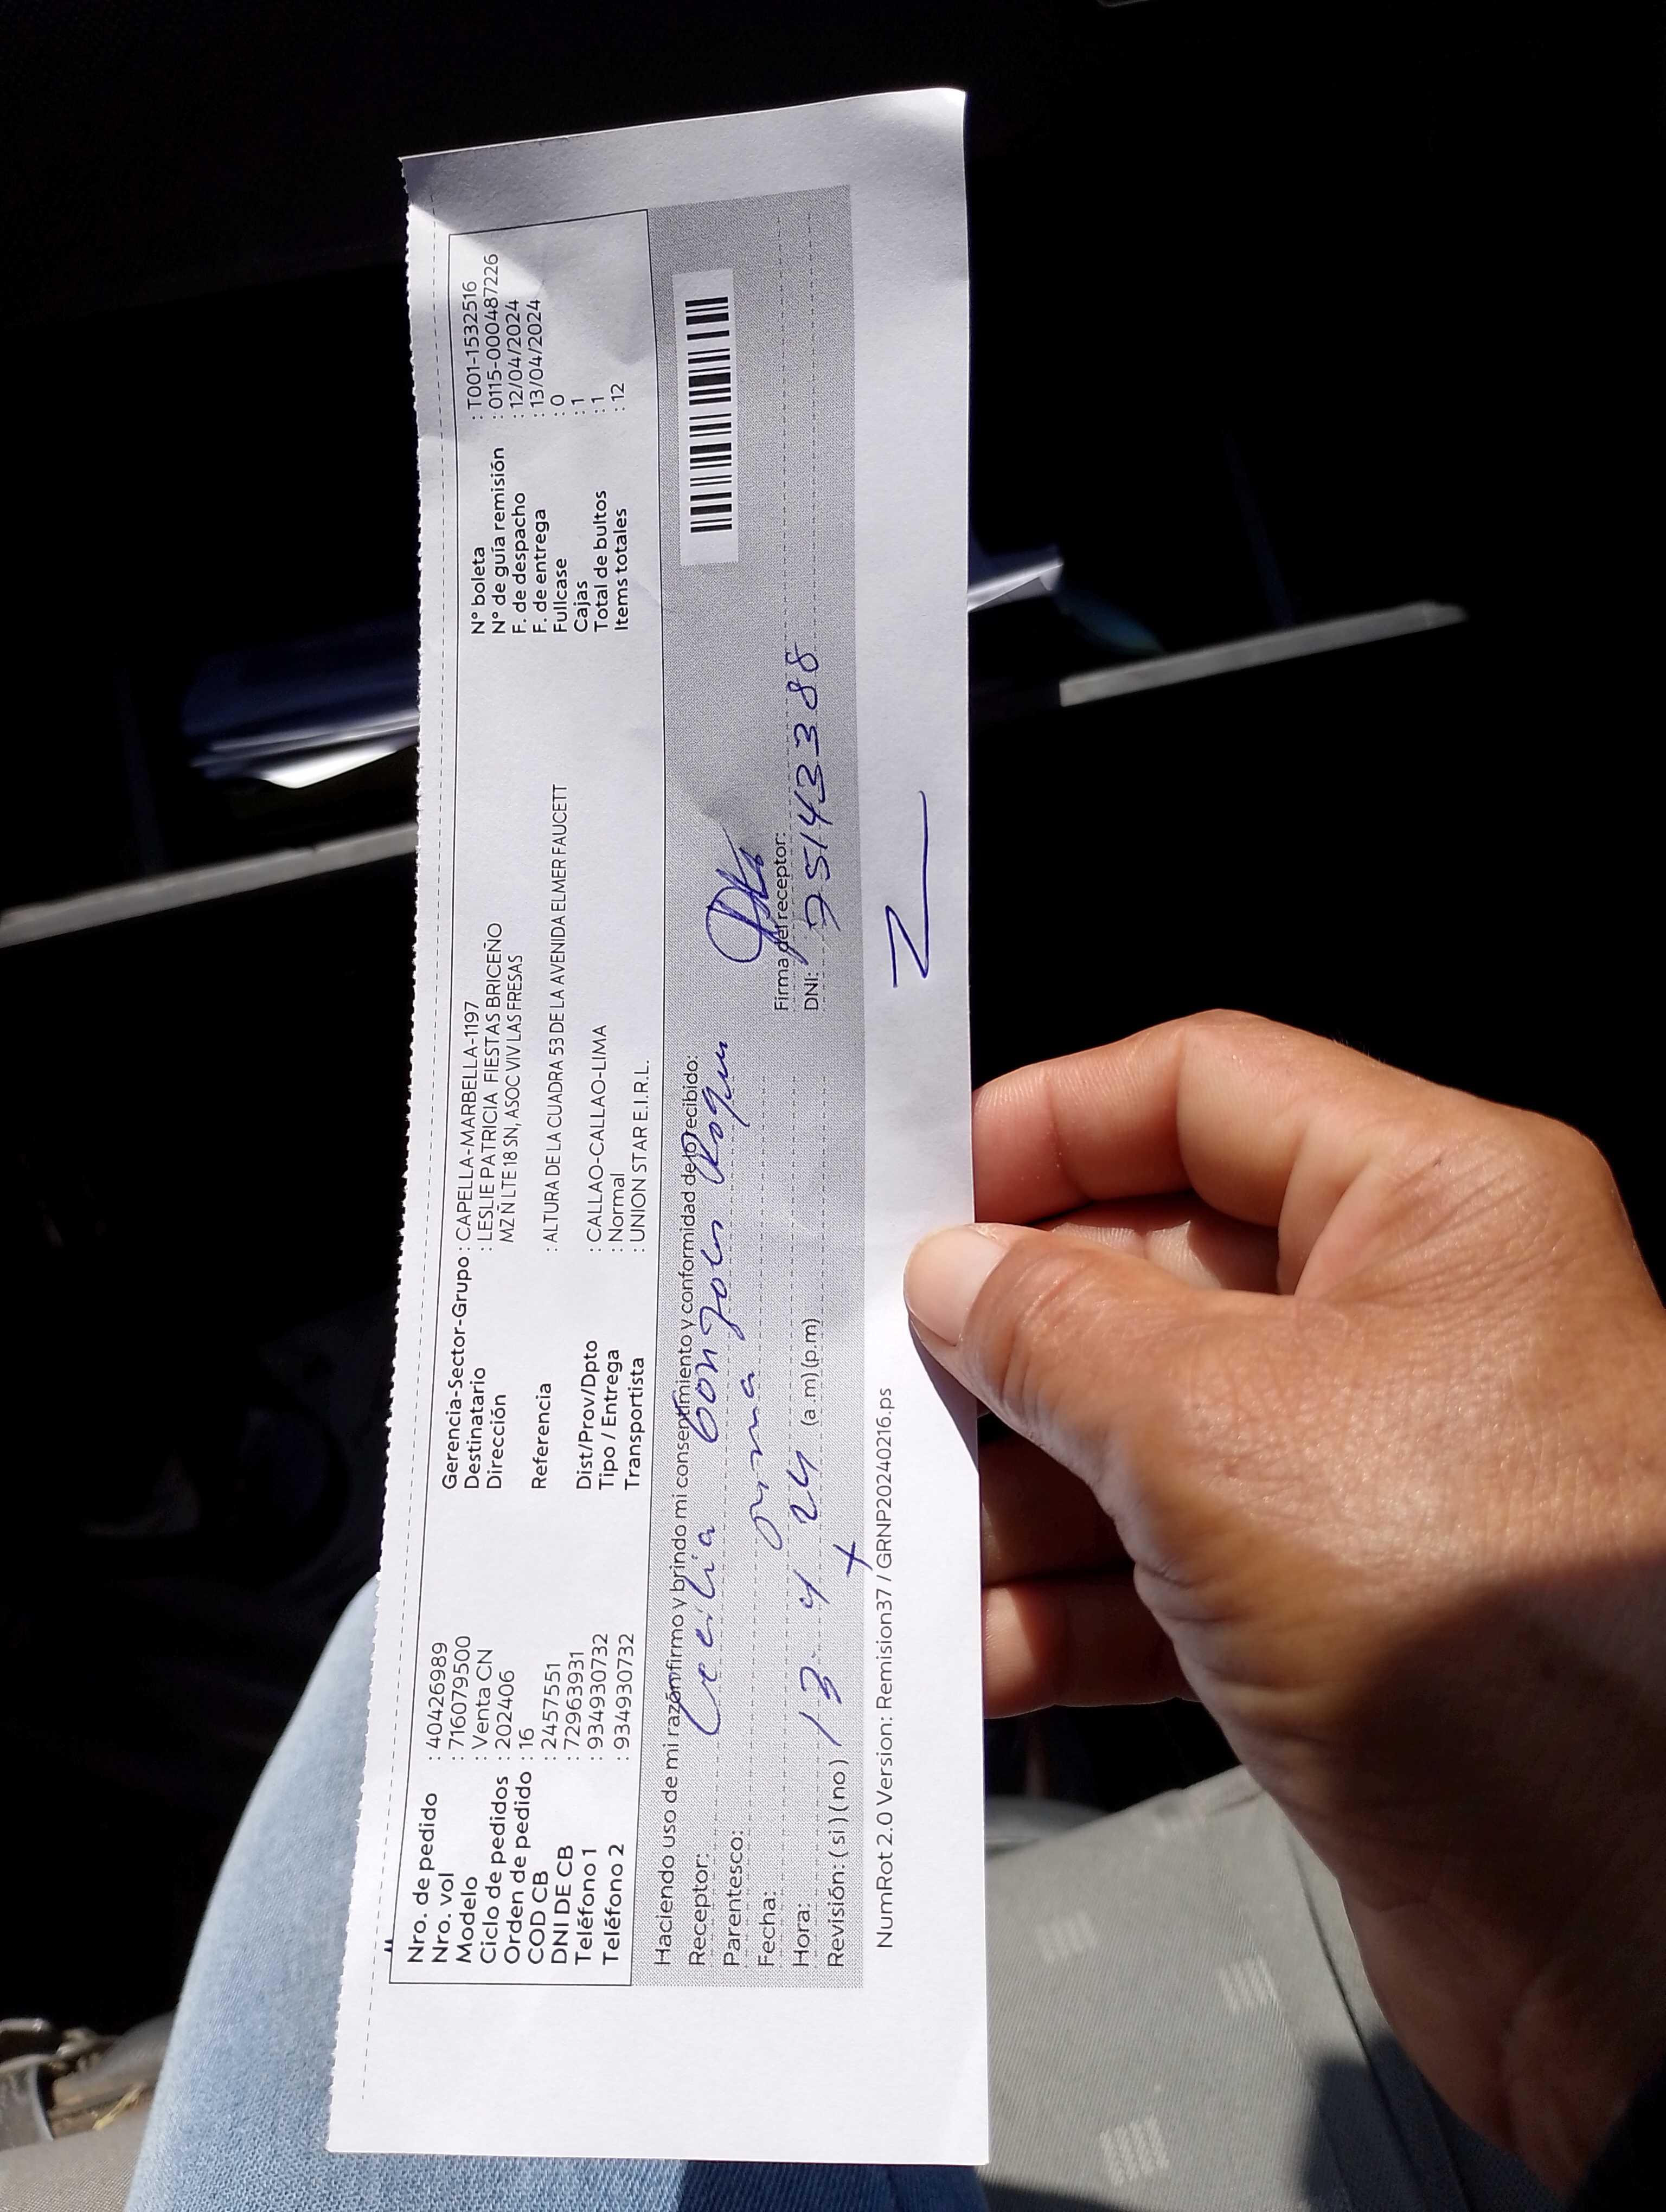 Nro. de pedido : 40426989
Nro. vol : 716079500
Modelo : Venta CN
Ciclo de pedidos : 202406
Orden de pedido : 16
COD CB : 2457551
DNI DE CB : 72963931
Teléfono 1 : 934930732
Teléfono 2 : 934930732
Gerencia-Sector-Grupo : CAPELLA-MARBELLA-1197
Destinatario : LESLIE PATRICIA FIESTAS BRICEÑO
Dirección MZ Ñ LTE 18 SN, ASOC VIV LAS FRESAS
Referencia : ALTURA DE LA CUADRA 53 DE LA AVENIDA ELMER FAUCETT
Dist/Prov/Dpto : CALLAO-CALLAO-LIMA
Tipo / Entrega : Normal
Transportista : UNION STAR E.I.R.L.
N° boleta : T001-1532516
N° de guía remisión : 0115-0000487226
F. de despacho : 12/04/2024
F. de entrega : 13/04/2024
Fullcase : 0
Cajas : 1
Total de bultos : 1
Items totales : 12
Haciendo uso de mi razón firmo y brindo mi consentimiento y conformidad de lo recibido:
Receptor: Cecilia
Parentesco:
Fecha: 13 4 24
Hora: (a.m)(p.m)
Revisión: ( si ) ( no )
Firma del receptor:
DNI: 75143388
NumRot 2.0 Version: Remision37 / GRNP20240216.ps